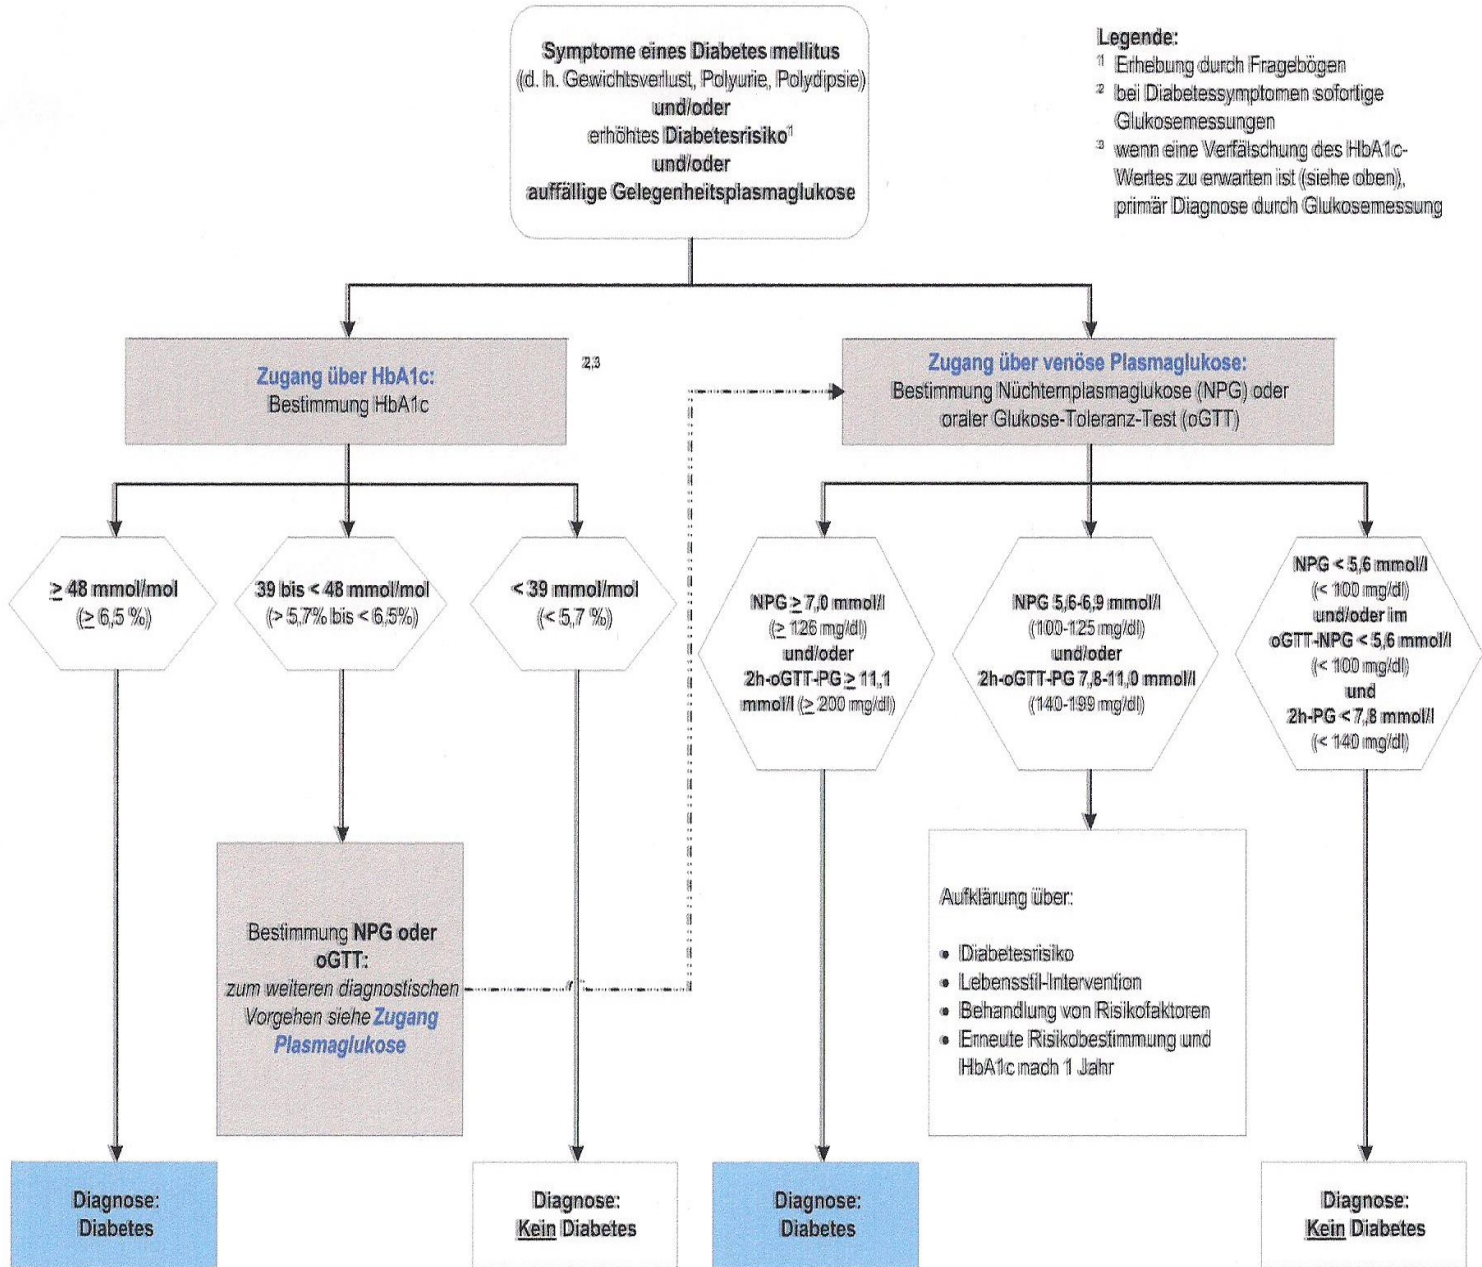 Symptome eines Diabetes mellitus
(d. h. Gewichtsverlust, Polyurie, Polydipsie)
und/oder
erhöhtes Diabetesrisiko¹
und/oder
auffällige Gelegenheitsplasmaglukose
Legende:
¹ Erhebung durch Fragebögen
² bei Diabetessymptomen sofortige
Glukosemessungen
³ wenn eine Verfälschung des HbA1c-
Wertes zu erwarten ist (siehe oben),
primär Diagnose durch Glukosemessung
Zugang über HbA1c:
Bestimmung HbA1c
2,3
Zugang über venöse Plasmaglukose:
Bestimmung Nüchternplasmaglukose (NPG) oder
oraler Glukose-Toleranz-Test (oGTT)
≥ 48 mmol/mol
(≥ 6,5 %)
39 bis < 48 mmol/mol
(> 5,7% bis < 6,5%)
< 39 mmol/mol
(< 5,7 %)
NPG ≥ 7,0 mmol/l
(≥ 126 mg/dl)
und/oder
2h-oGTT-PG ≥ 11,1
mmol/l (≥ 200 mg/dl)
NPG 5,6-6,9 mmol/l
(100-125 mg/dl)
und/oder
2h-oGTT-PG 7,8-11,0 mmol/l
(140-199 mg/dl)
NPG < 5,6 mmol/l
(< 100 mg/dl)
und/oder im
oGTT-NPG < 5,6 mmol/l
(< 100 mg/dl)
und
2h-PG < 7,8 mmol/l
(< 140 mg/dl)
Bestimmung NPG oder
oGTT:
zum weiteren diagnostischen
Vorgehen siehe Zugang
Plasmaglukose
Aufklärung über:
• Diabetesrisiko
• Lebensstil-Intervention
• Behandlung von Risikofaktoren
• Erneute Risikobestimmung und
HbA1c nach 1 Jahr
Diagnose:
Diabetes
Diagnose:
Kein Diabetes
Diagnose:
Diabetes
Diagnose:
Kein Diabetes